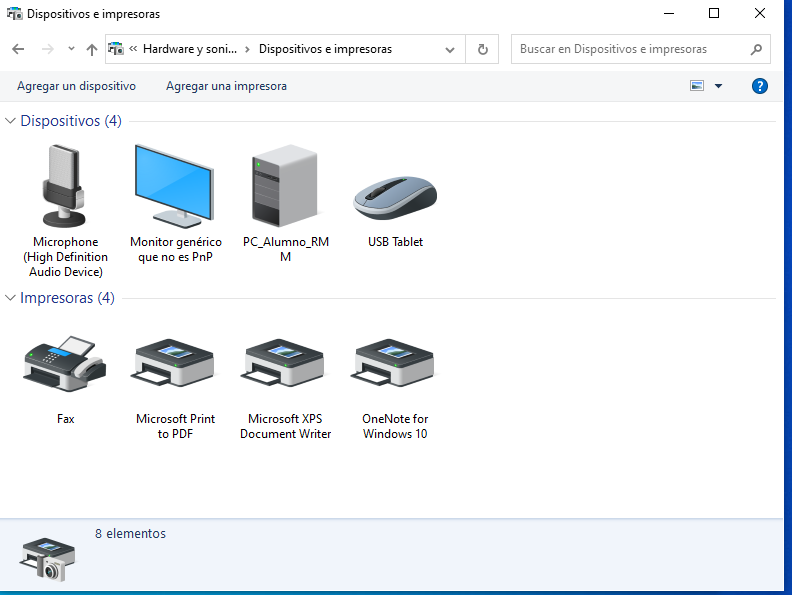 Dispositivos e impresoras
« Hardware y soni... › Dispositivos e impresoras
Buscar en Dispositivos e impresoras
Agregar un dispositivo
Agregar una impresora
?
Dispositivos (4)
Microphone
(High Definition
Audio Device)
Monitor genérico
que no es PnP
PC_Alumno_RM
M
USB Tablet
Impresoras (4)
Fax
Microsoft Print
to PDF
Microsoft XPS
Document Writer
OneNote for
Windows 10
8 elementos